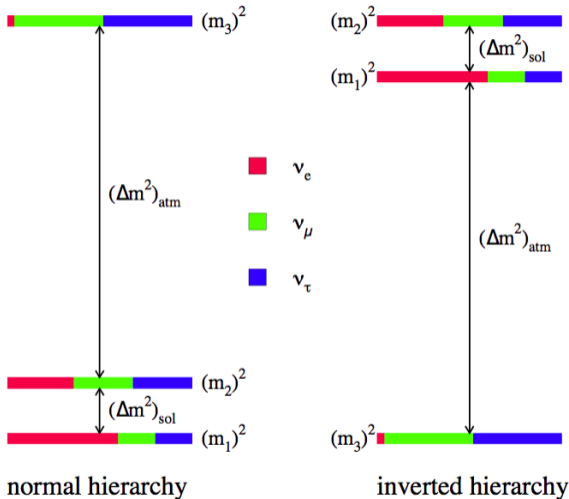 (m₃)²
(Δm²)atm
(m₂)²
(Δm²)sol
(m₁)²
normal hierarchy
νe
νμ
ντ
(m₂)²
(Δm²)sol
(m₁)²
(Δm²)atm
(m₃)²
inverted hierarchy